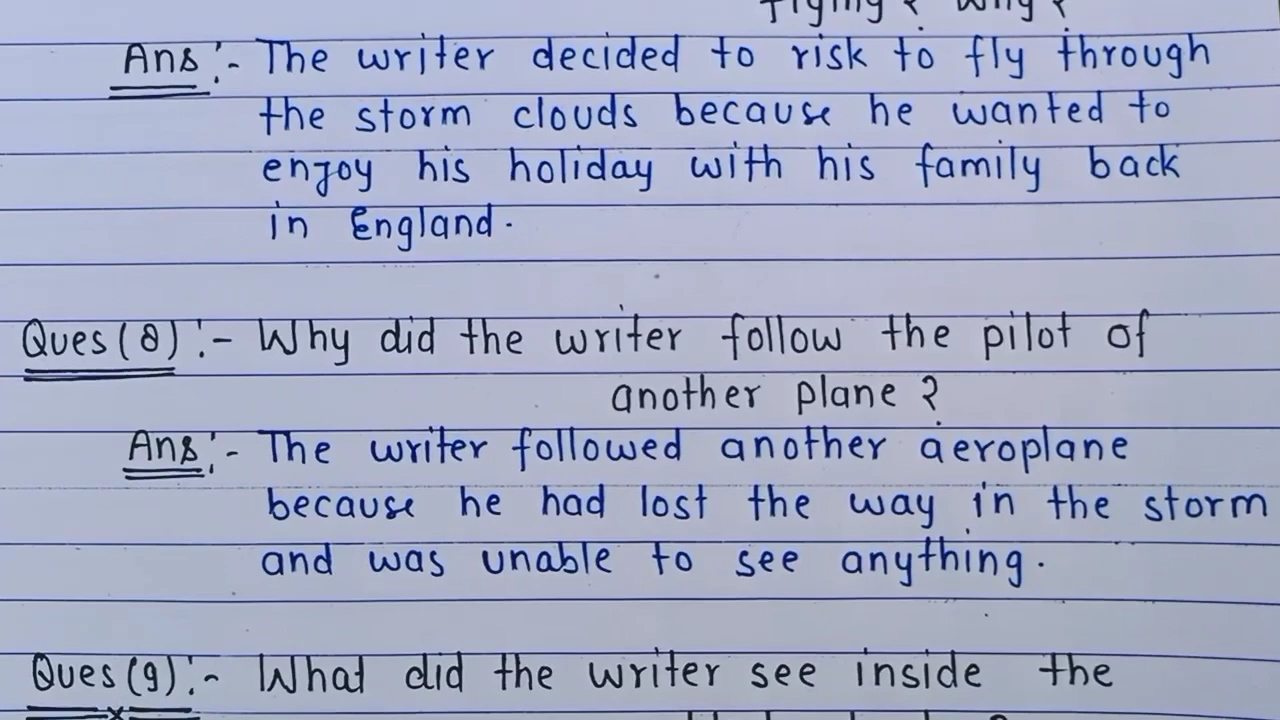 flying? Why?
Ans:- The writer decided to risk to fly through
the storm clouds because he wanted to
enjoy his holiday with his family back
in England.
Ques(8):- Why did the writer follow the pilot of
another plane?
Ans:- The writer followed another aeroplane
because he had lost the way in the storm
and was unable to see anything.
Ques(9):- What did the writer see inside the